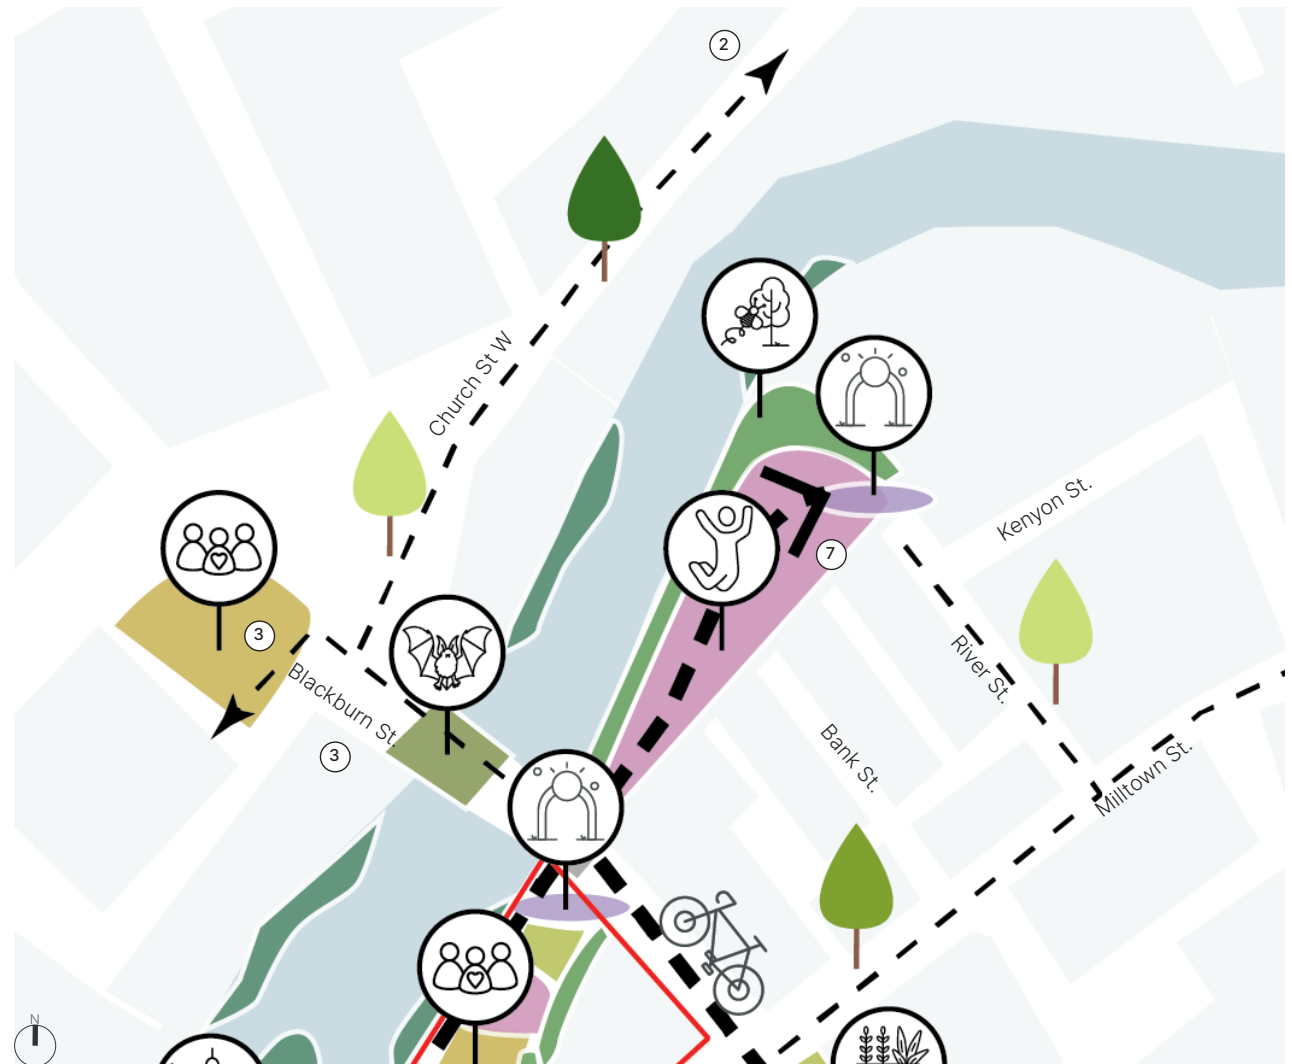 2
Church St W
Kenyon St.
7
3
River St.
Blackburn St.
3
Bank St.
Milltown St.
N